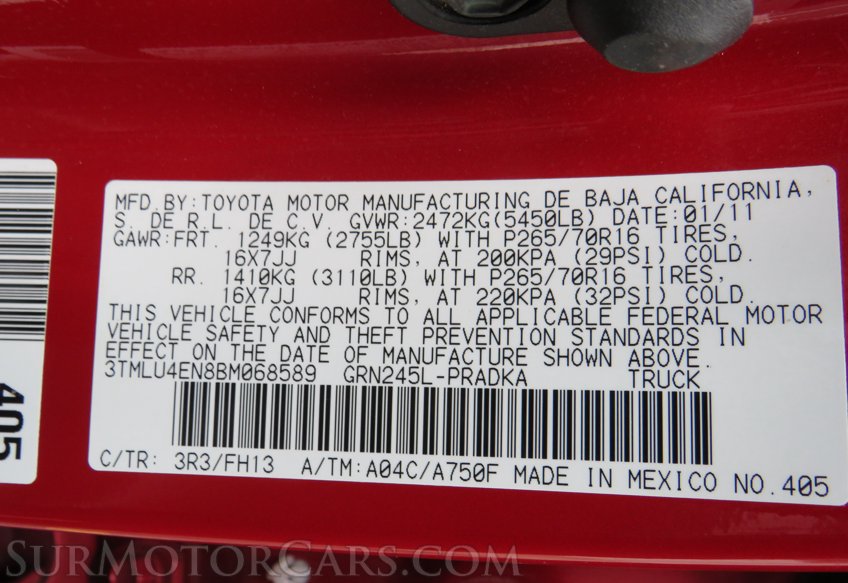 MFD.BY:TOYOTA MOTOR MANUFACTURING DE BAJA CALIFORNIA,
S. DE R.L. DE C.V. GVWR:2472KG(5450LB) DATE:01/11
GAWR:FRT. 1249KG (2755LB) WITH P265/70R16 TIRES,
16X7JJ RIMS, AT 200KPA (29PSI) COLD.
RR. 1410KG (3110LB) WITH P265/70R16 TIRES,
16X7JJ RIMS, AT 220KPA (32PSI) COLD.
THIS VEHICLE CONFORMS TO ALL APPLICABLE FEDERAL MOTOR
VEHICLE SAFETY AND THEFT PREVENTION STANDARDS IN
EFFECT ON THE DATE OF MANUFACTURE SHOWN ABOVE.
3TMLU4EN8BM068589 GRN245L-PRADKA TRUCK
C/TR: 3R3/FH13 A/TM:A04C/A750F MADE IN MEXICO NO.405
405
SurMotorCars.com